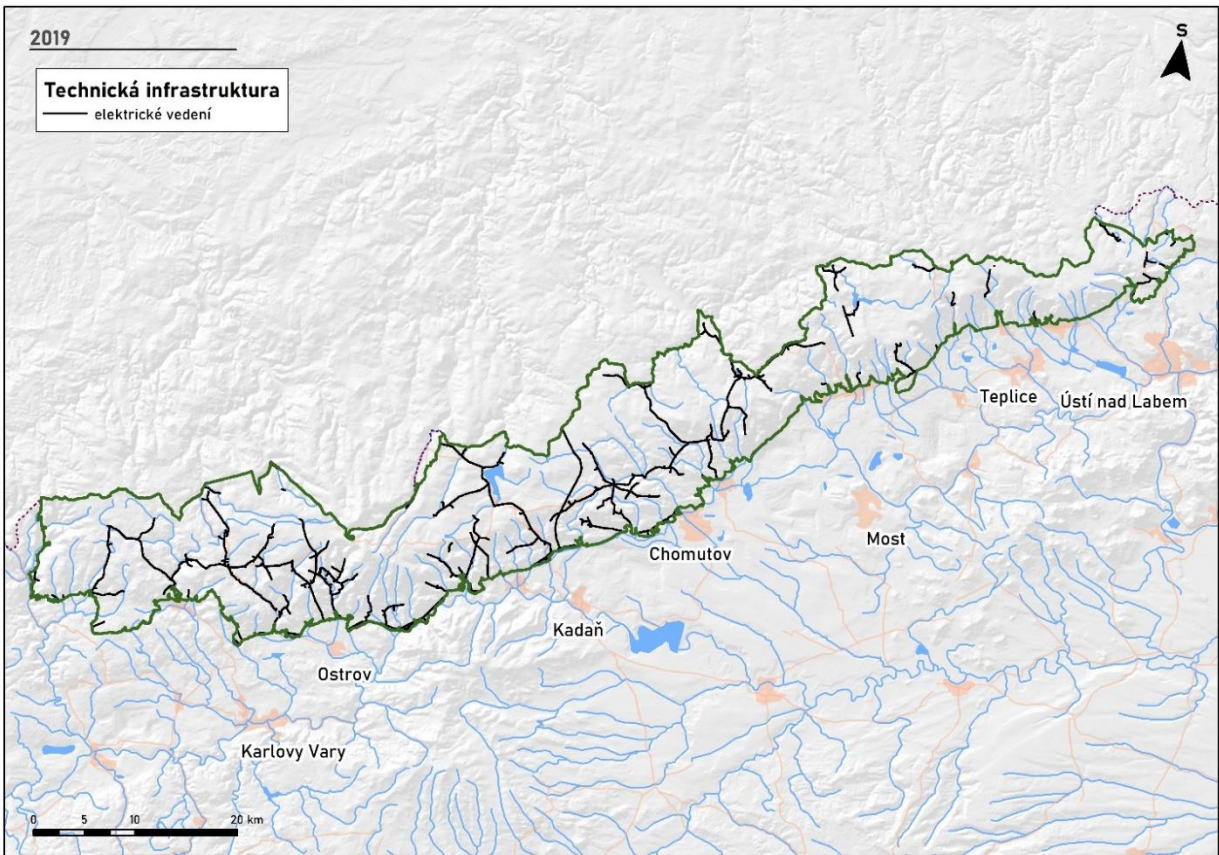 2019
S
Technická infrastruktura
elektrické vedení
Teplice
Ústí nad Labem
Most
Chomutov
Kadaň
Ostrov
Karlovy Vary
0 5 10 20 km